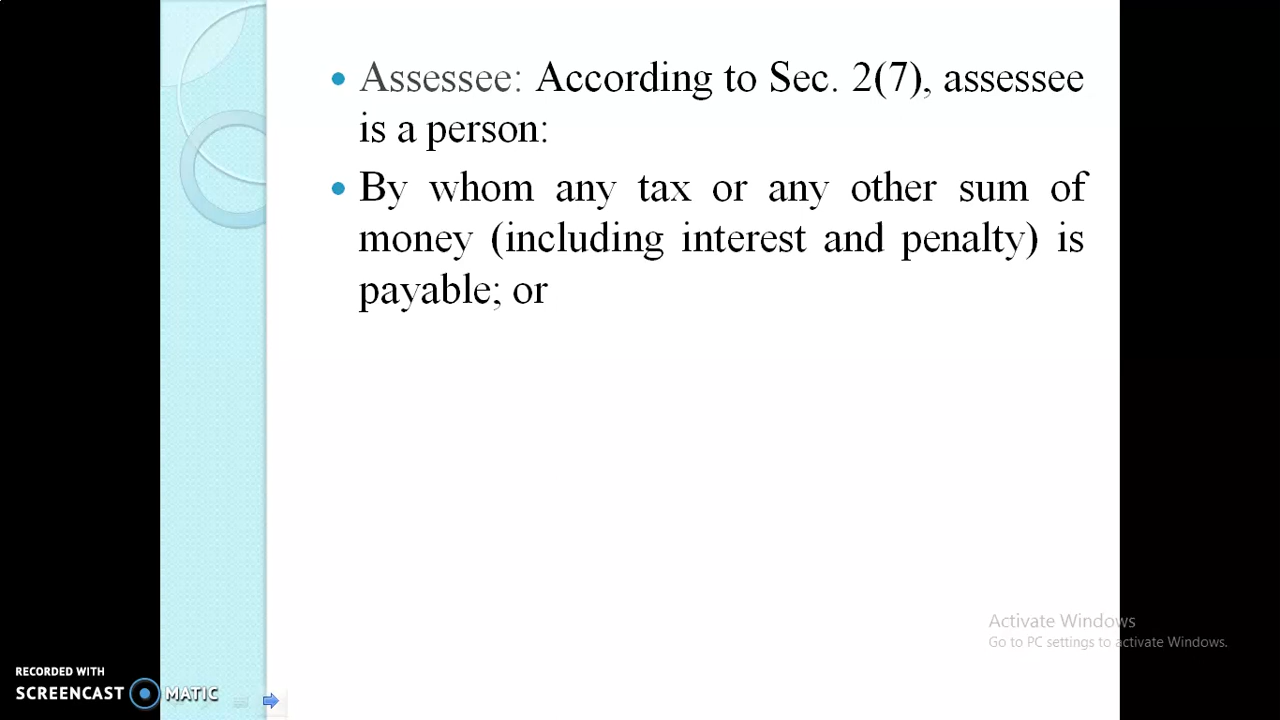 Assessee: According to Sec. 2(7), assessee
is a person:
By whom any tax or any other sum of
money (including interest and penalty) is
payable; or
Activate Windows
Go to PC settings to activate Windows.
RECORDED WITH
SCREENCAST MATIC